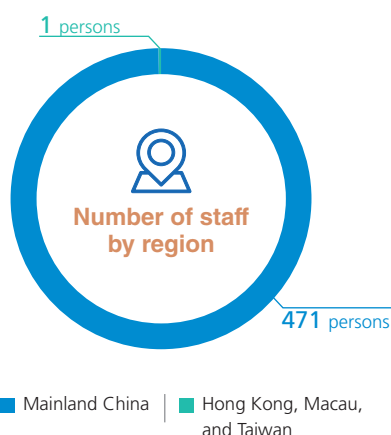 1 persons
Number of staff
by region
471 persons
Mainland China
Hong Kong, Macau,
and Taiwan